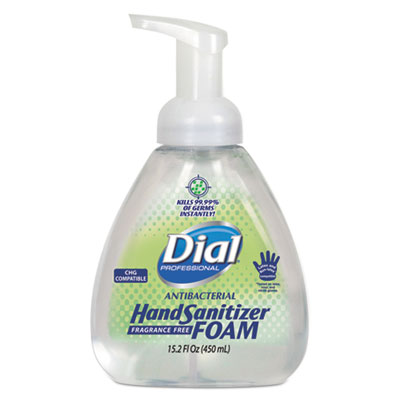 KILLS 99.99%
OF GERMS
INSTANTLY!
Dial
PROFESSIONAL
CHG
COMPATIBLE
ANTIBACTERIAL
HandSanitizer
FRAGRANCE FREE FOAM
15.2 Fl Oz (450 mL)